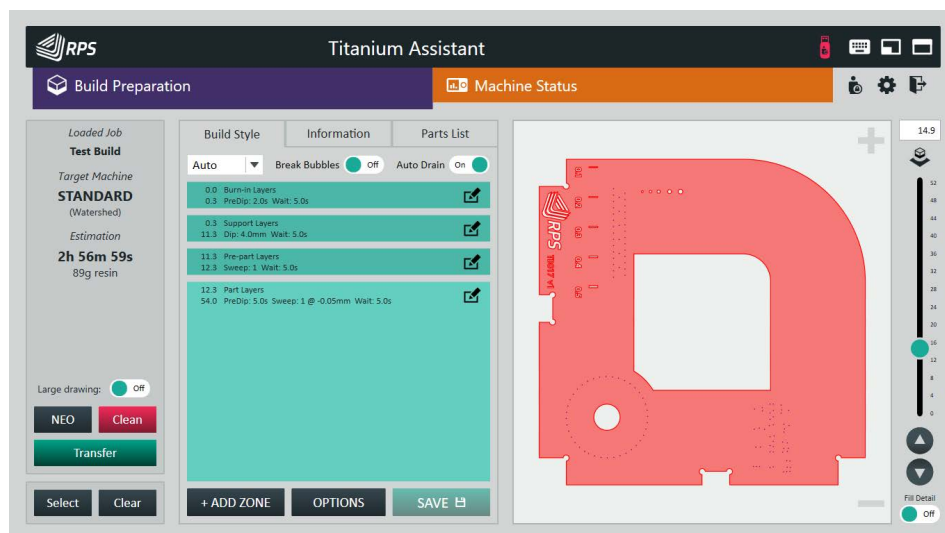 RPS
Titanium Assistant
Build Preparation
Machine Status
Loaded Job
Test Build
Target Machine
STANDARD
(Watershed)
Estimation
2h 56m 59s
89g resin
Large drawing: Off
NEO Clean
Transfer
Select Clear
Build Style Information Parts List
Auto Break Bubbles Off Auto Drain On
0.0 Burn-in Layers
0.3 PreDip: 2.0s Wait: 5.0s
0.3 Support Layers
11.3 Dip: 4.0mm Wait: 5.0s
11.3 Pre-part Layers
12.3 Sweep: 1 Wait: 5.0s
12.3 Part Layers
54.0 PreDip: 5.0s Sweep: 1 @ -0.05mm Wait: 5.0s
+ ADD ZONE OPTIONS SAVE
RPS
14.9
52
48
44
40
36
32
28
24
20
16
12
8
4
0
Fill Detail
Off